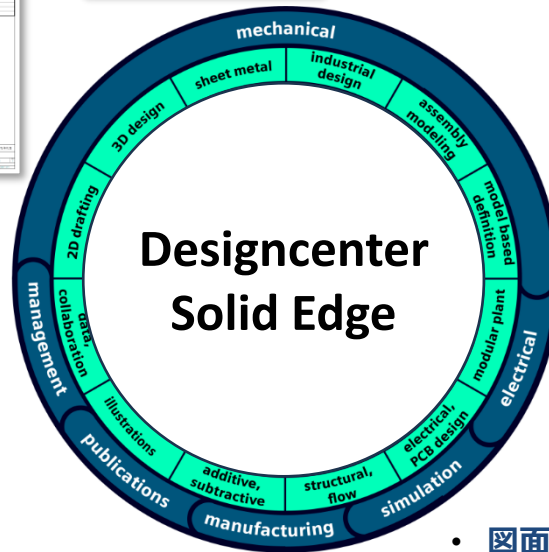 mechanical
sheet metal
industrial
design
assembly
modeling
3D design
2D drafting
model based
definition
data,
collaboration
modular plant
management
electrical
illustrations
electrical,
PCB design
publications
additive,
subtractive
structural,
flow
simulation
manufacturing
Designcenter
Solid Edge
• 図面